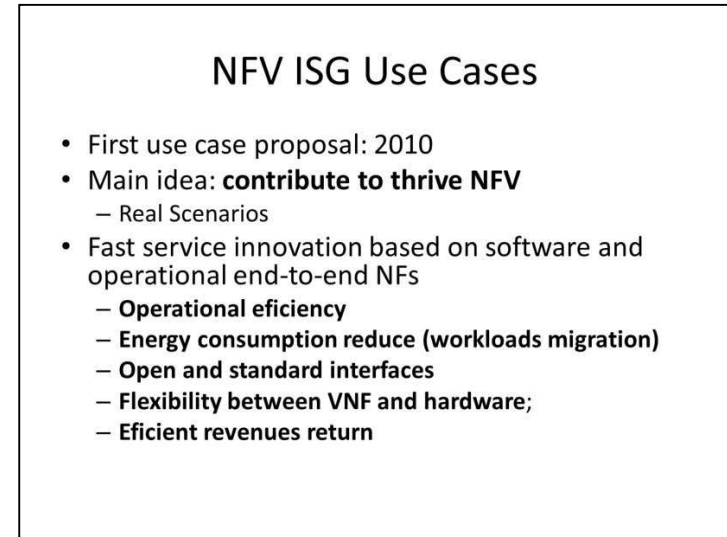 NFV ISG Use Cases
• First use case proposal: 2010
• Main idea: contribute to thrive NFV
– Real Scenarios
• Fast service innovation based on software and
operational end-to-end NFs
– Operational eficiency
– Energy consumption reduce (workloads migration)
– Open and standard interfaces
– Flexibility between VNF and hardware;
– Eficient revenues return